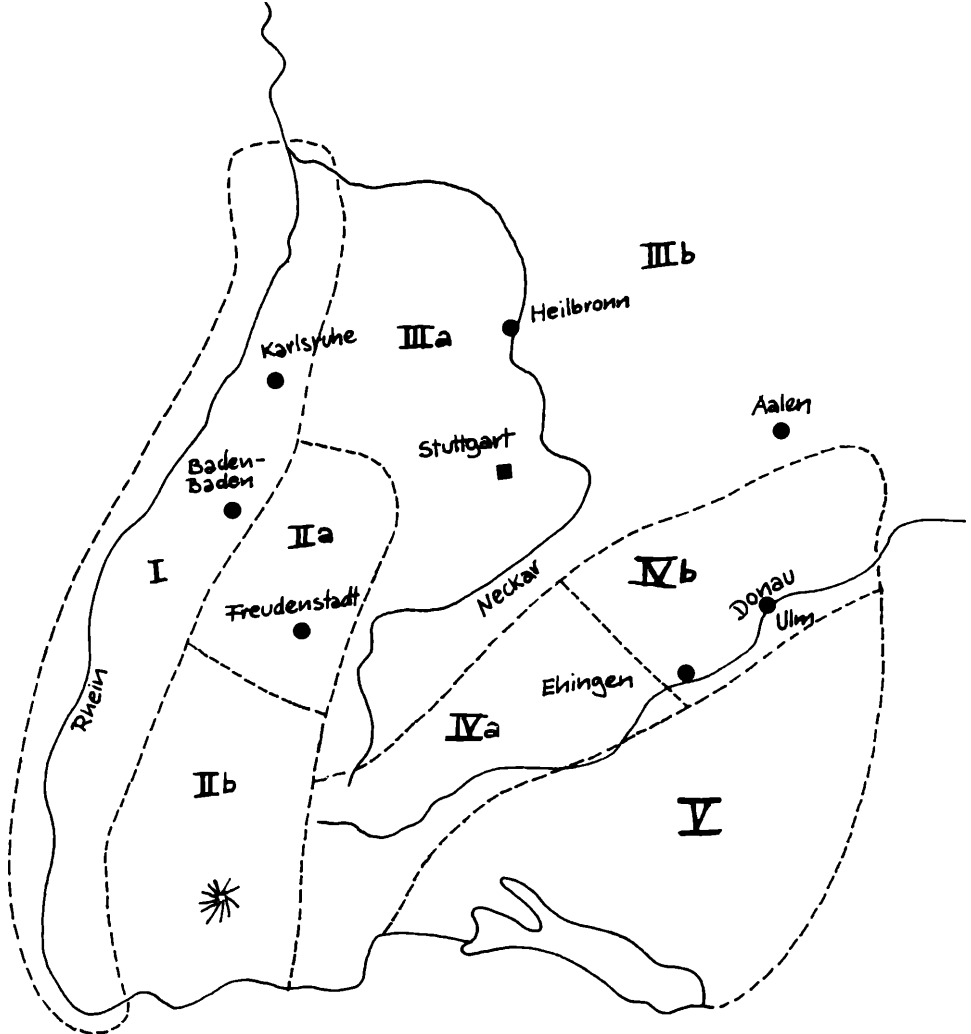 IIIb
Heilbronn
Karlsruhe
IIIa
Aalen
Stuttgart
Baden-
Baden
IIa
I
IVb
Neckar
Donau
Freudenstadt
Ulm
Ehingen
Rhein
IVa
IIb
V